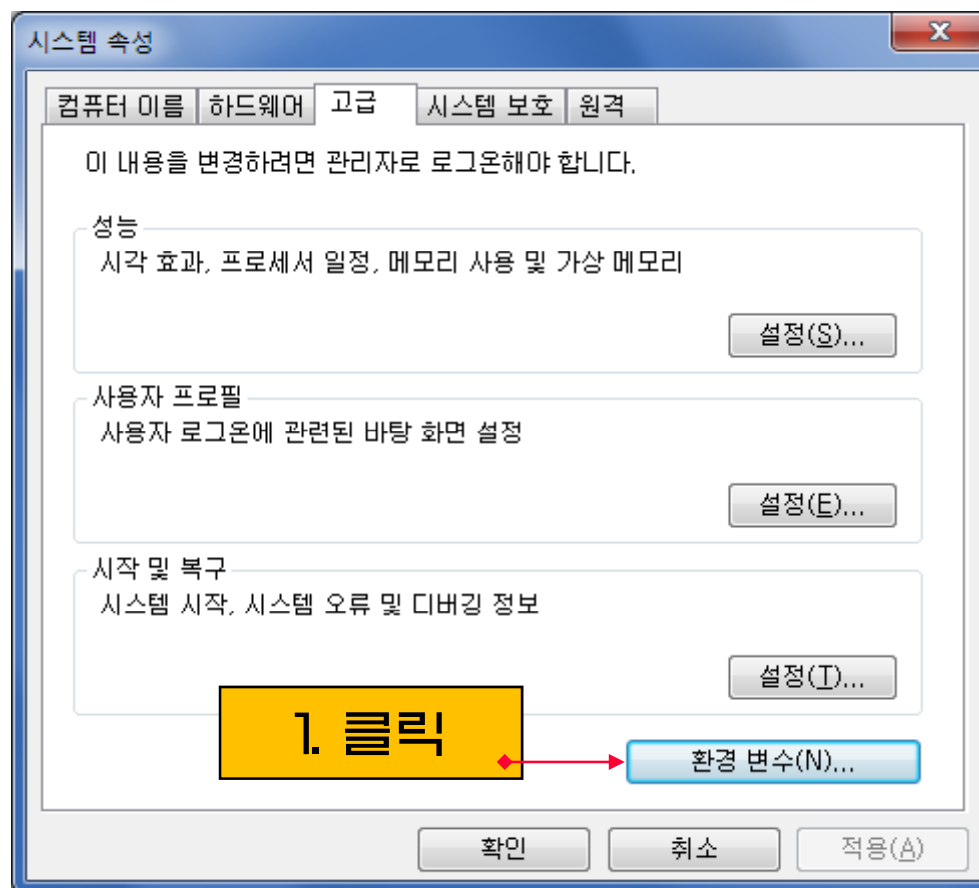 시스템 속성
컴퓨터 이름 하드웨어 고급 시스템 보호 원격
이 내용을 변경하려면 관리자로 로그온해야 합니다.
성능
시각 효과, 프로세서 일정, 메모리 사용 및 가상 메모리
설정(S)...
사용자 프로필
사용자 로그온에 관련된 바탕 화면 설정
설정(E)...
시작 및 복구
시스템 시작, 시스템 오류 및 디버깅 정보
설정(T)...
1. 클릭
환경 변수(N)...
확인 취소 적용(A)